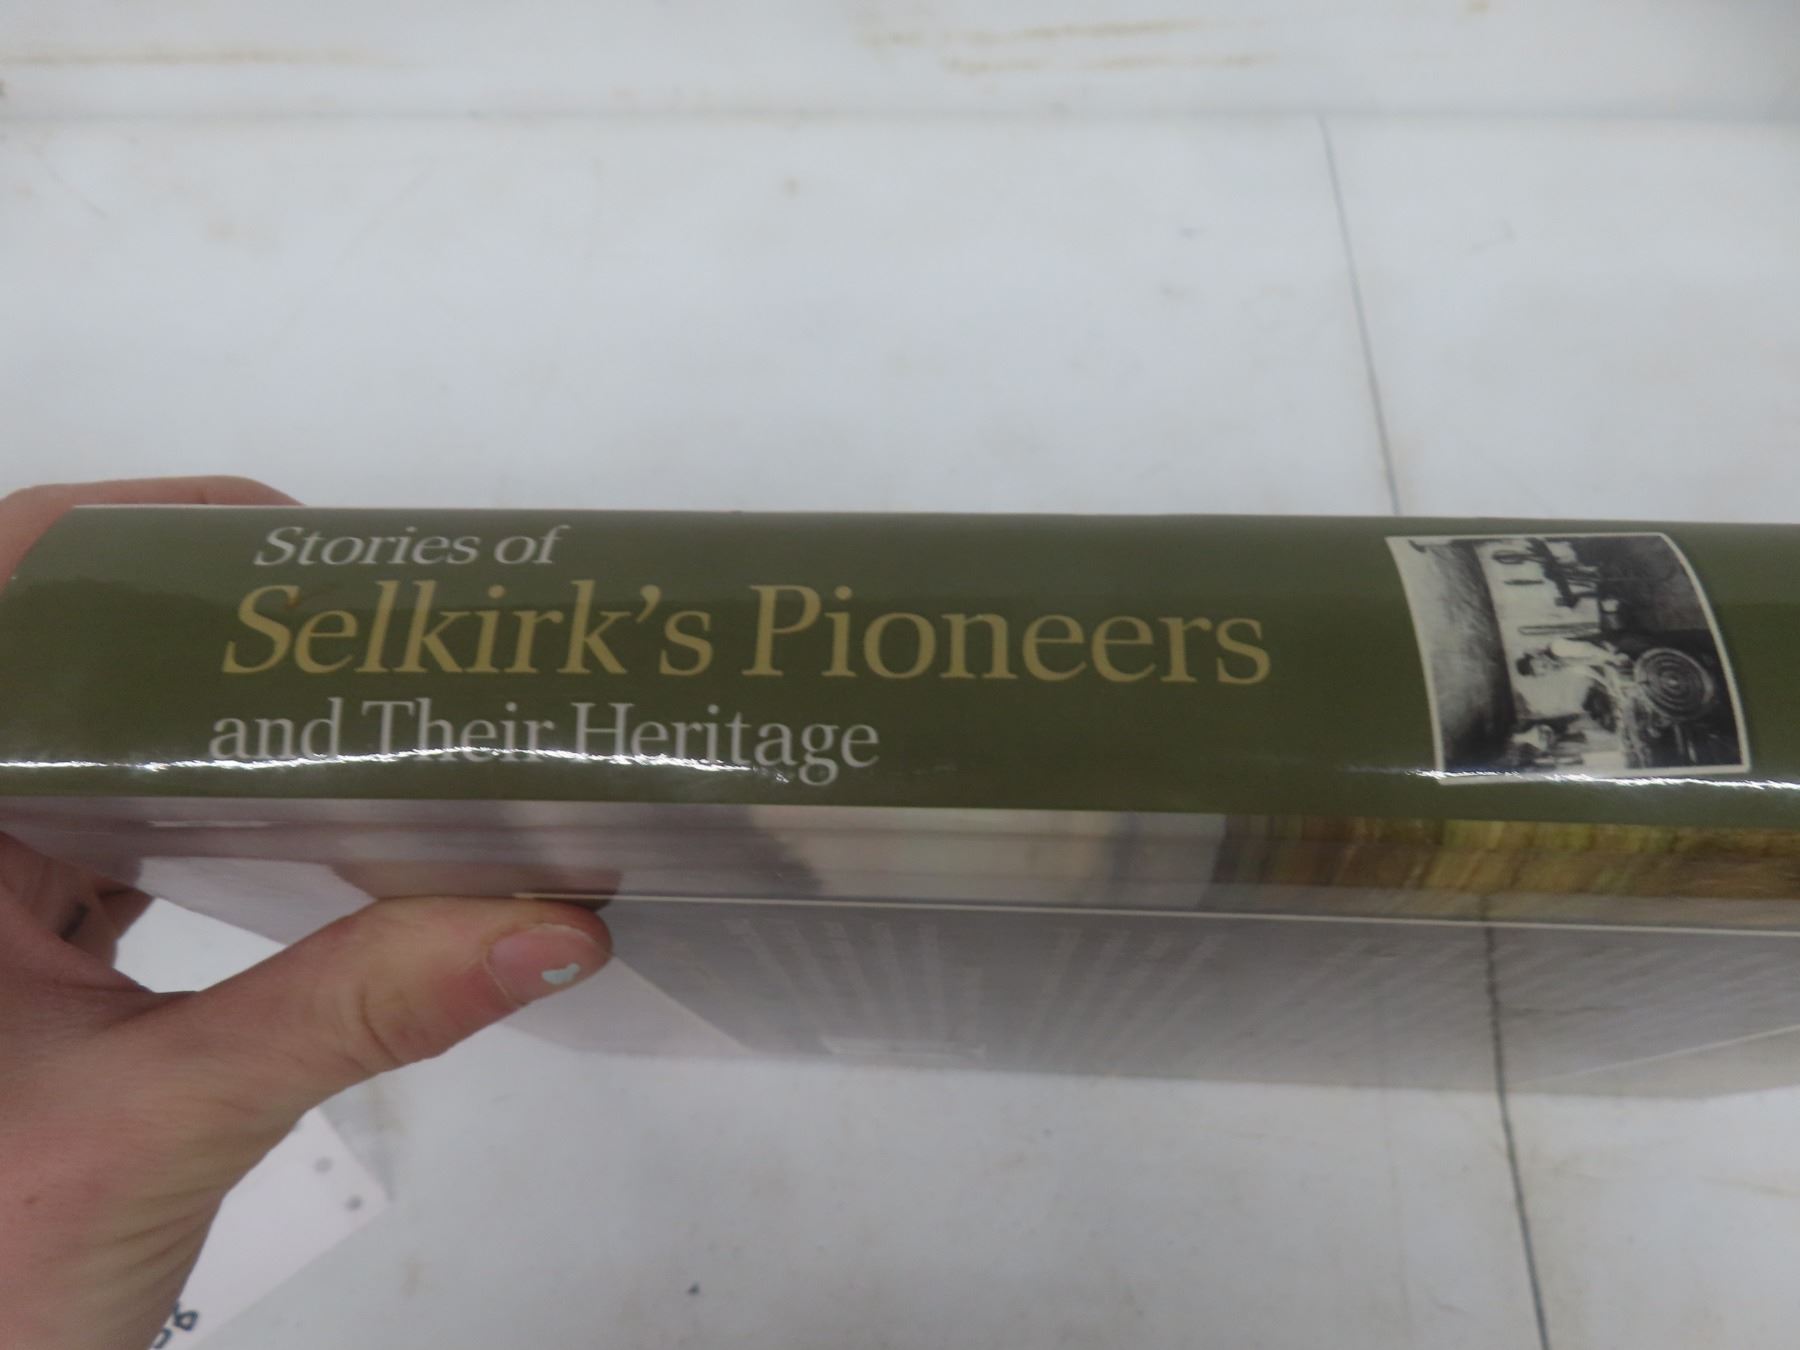 Stories of
Selkirk's Pioneers
and Their Heritage